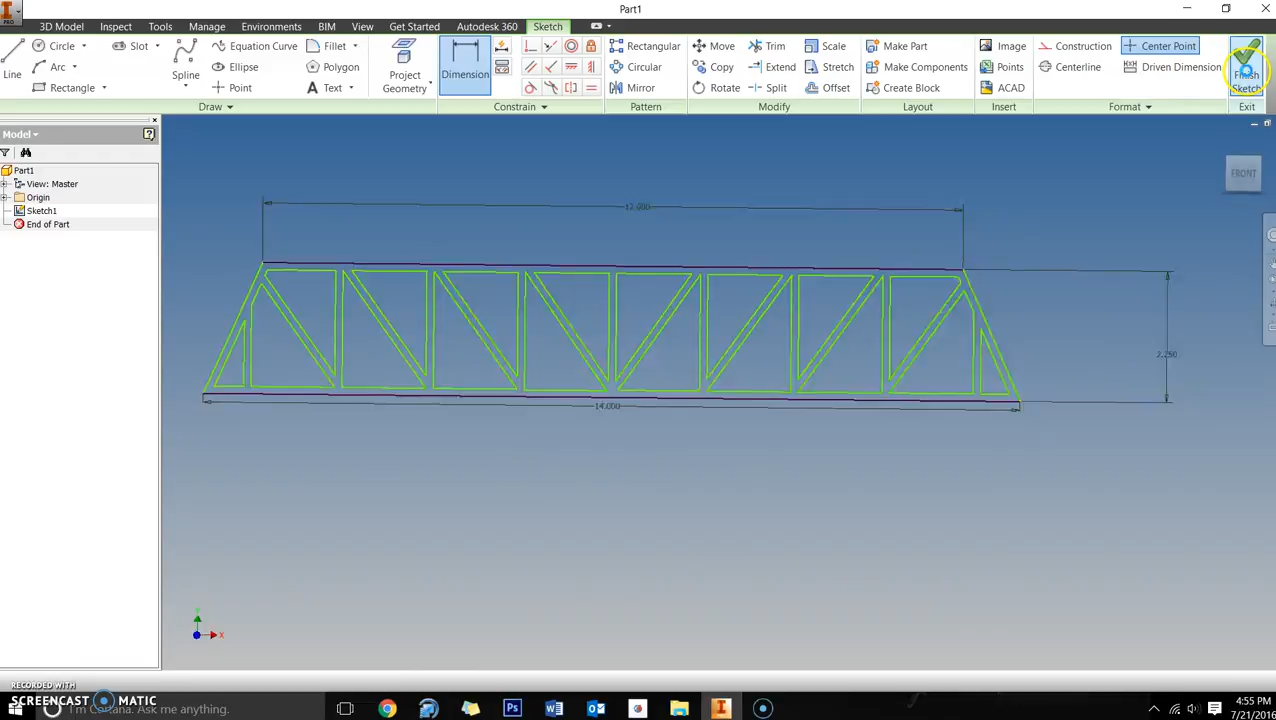 Part1
PRO
3D Model Inspect Tools Manage Environments BIM View Get Started Autodesk 360 Sketch
Circle Slot Equation Curve Fillet Rectangular Move Trim Scale Make Part Image Construction Center Point
Line Arc Spline Ellipse Polygon Project Geometry Dimension Circular Copy Extend Stretch Make Components Points Centerline Driven Dimension Finish Sketch
Rectangle Point Text Mirror Rotate Split Offset Create Block ACAD
Draw Constrain Pattern Modify Layout Insert Format Exit
Model
Part1
View: Master
Origin
Sketch1
End of Part
FRONT
12.000
2.250
14.000
X
RECORDED WITH
SCREENCAST MATIC
I'm Cortana. Ask me anything.
4:55 PM
7/21/2016